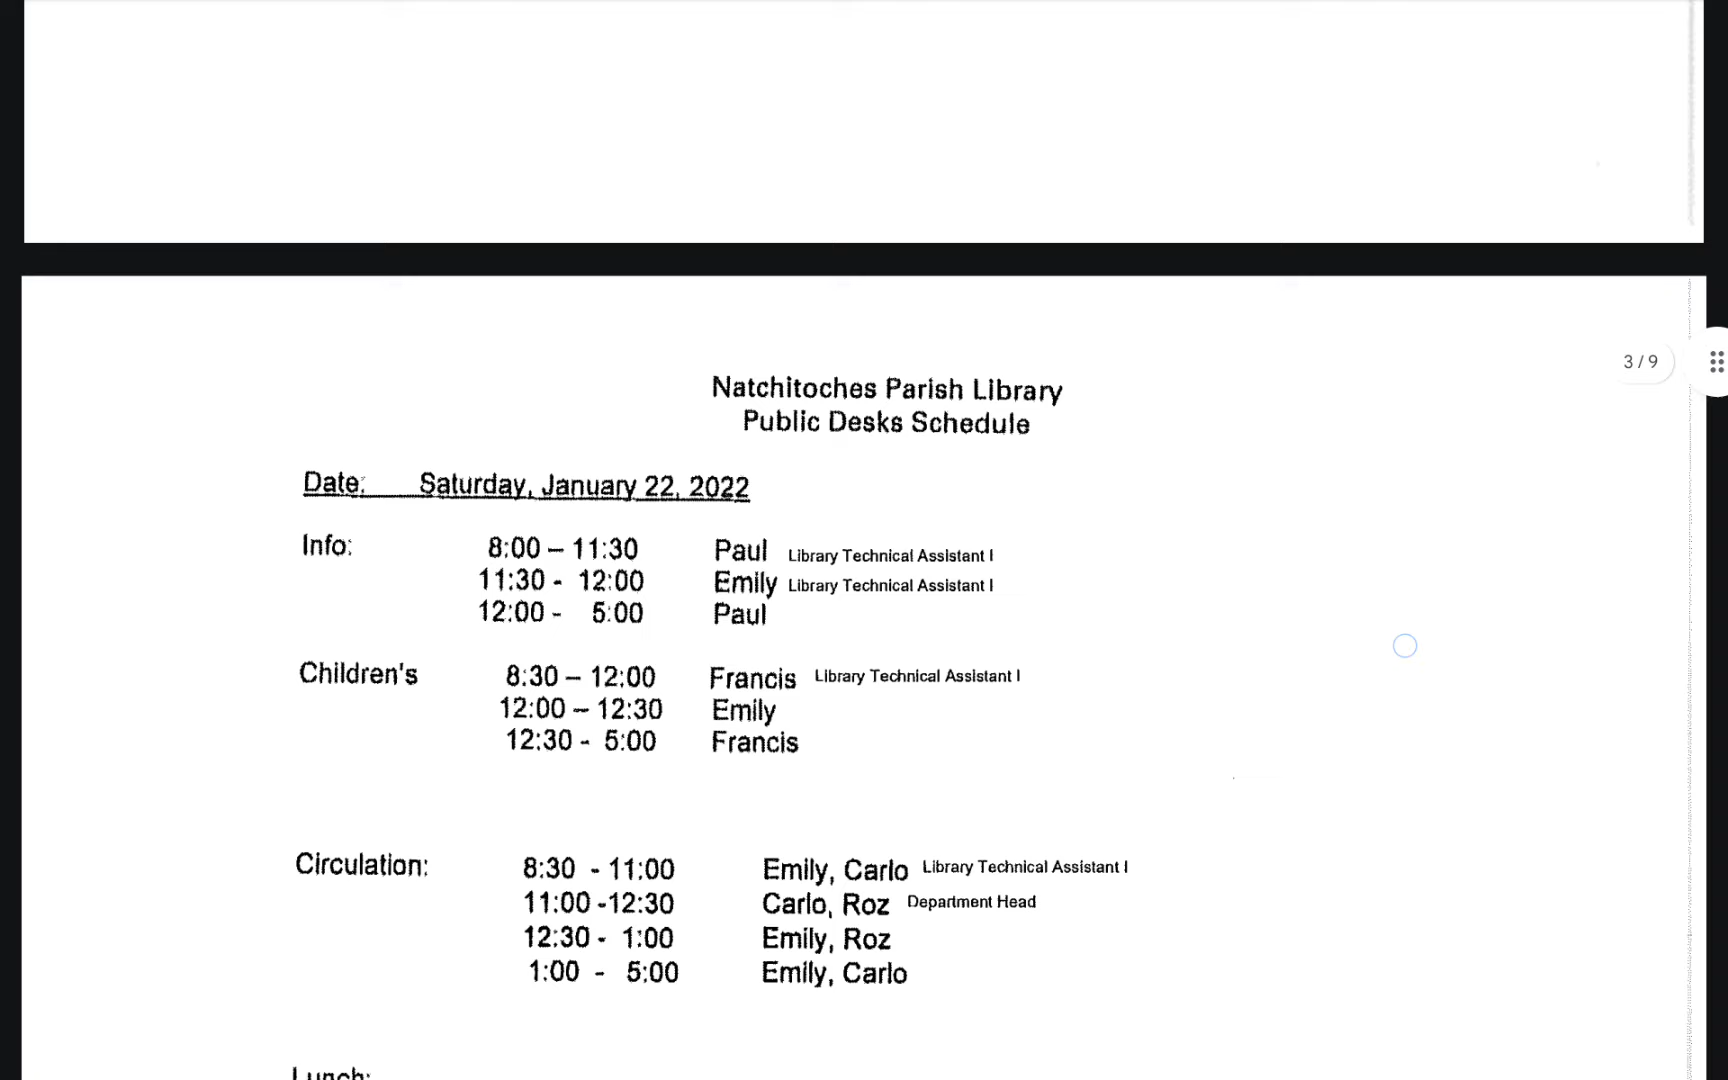 3 / 9
Natchitoches Parish Library
Public Desks Schedule
Date: Saturday, January 22, 2022
Info: 8:00 – 11:30 Paul Library Technical Assistant I
11:30 - 12:00 Emily Library Technical Assistant I
12:00 - 5:00 Paul
Children's 8:30 – 12:00 Francis Library Technical Assistant I
12:00 – 12:30 Emily
12:30 - 5:00 Francis
Circulation: 8:30 - 11:00 Emily, Carlo Library Technical Assistant I
11:00 -12:30 Carlo, Roz Department Head
12:30 - 1:00 Emily, Roz
1:00 - 5:00 Emily, Carlo
Lunch: